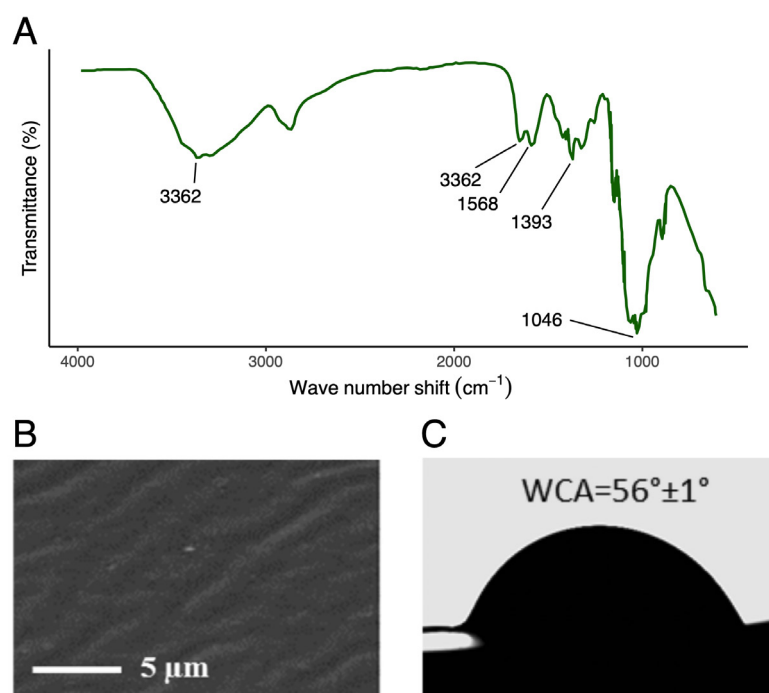 A
Transmittance (%)
3362
3362
1568
1393
1046
4000 3000 2000 1000
Wave number shift (cm⁻¹)
B
C
WCA=56°±1°
5 µm